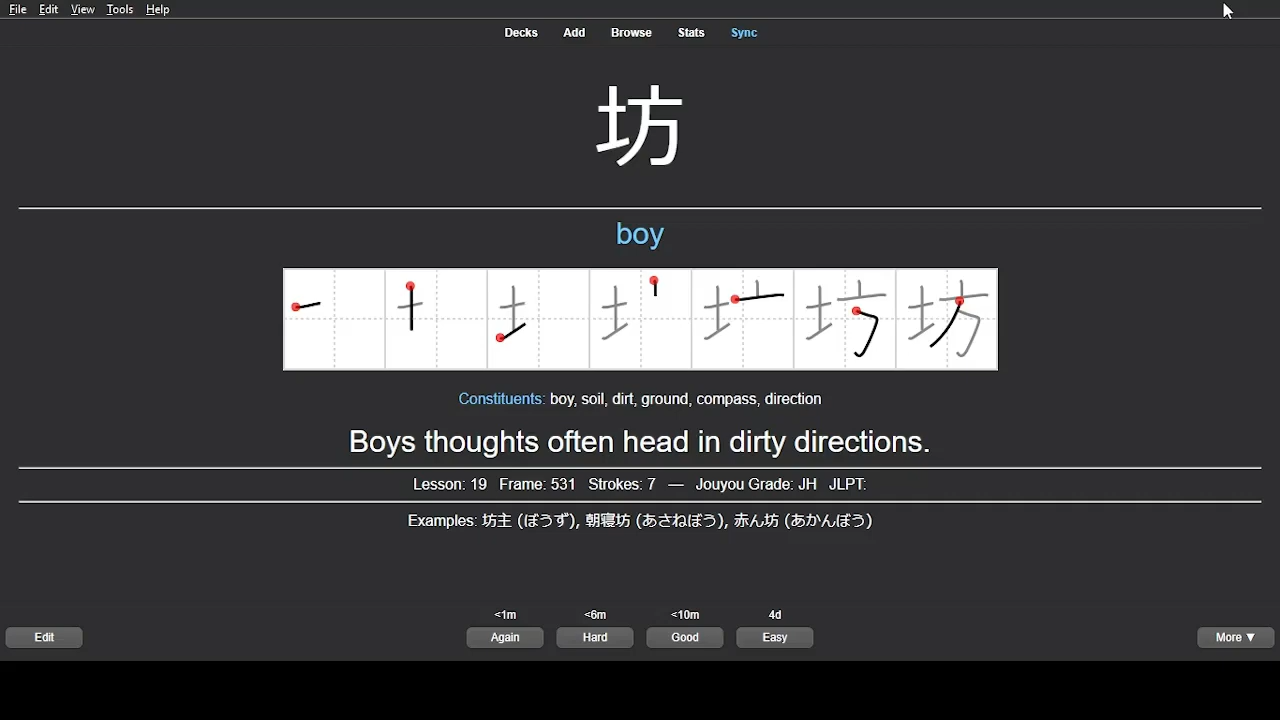 File Edit View Tools Help
Decks Add Browse Stats Sync
坊
boy
Constituents: boy, soil, dirt, ground, compass, direction
Boys thoughts often head in dirty directions.
Lesson: 19 Frame: 531 Strokes: 7 — Jouyou Grade: JH JLPT:
Examples: 坊主 (ぼうず), 朝寝坊 (あさねぼう), 赤ん坊 (あかんぼう)
<1m <6m <10m 4d
Edit Again Hard Good Easy More ▼